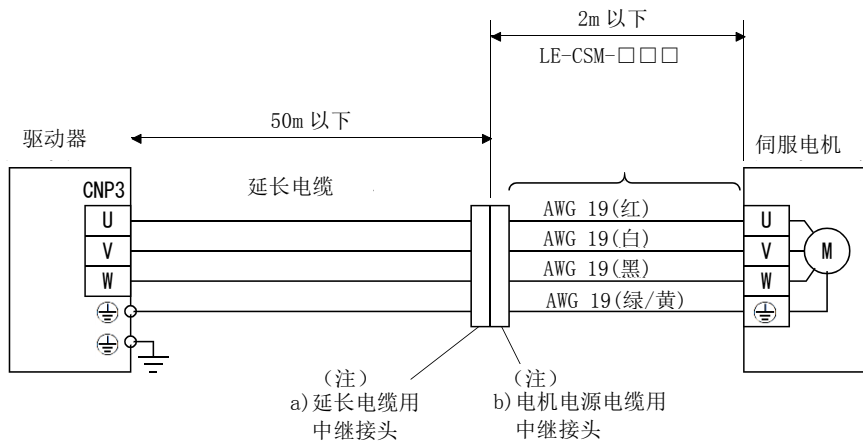 2m 以下
LE-CSM-□□□
50m 以下
驱动器
伺服电机
CNP3
延长电缆
U
AWG 19(红)
U
V
AWG 19(白)
V
M
W
AWG 19(黑)
W
AWG 19(绿/黄)
（注）
a)延长电缆用
中继接头
（注）
b)电机电源电缆用
中继接头